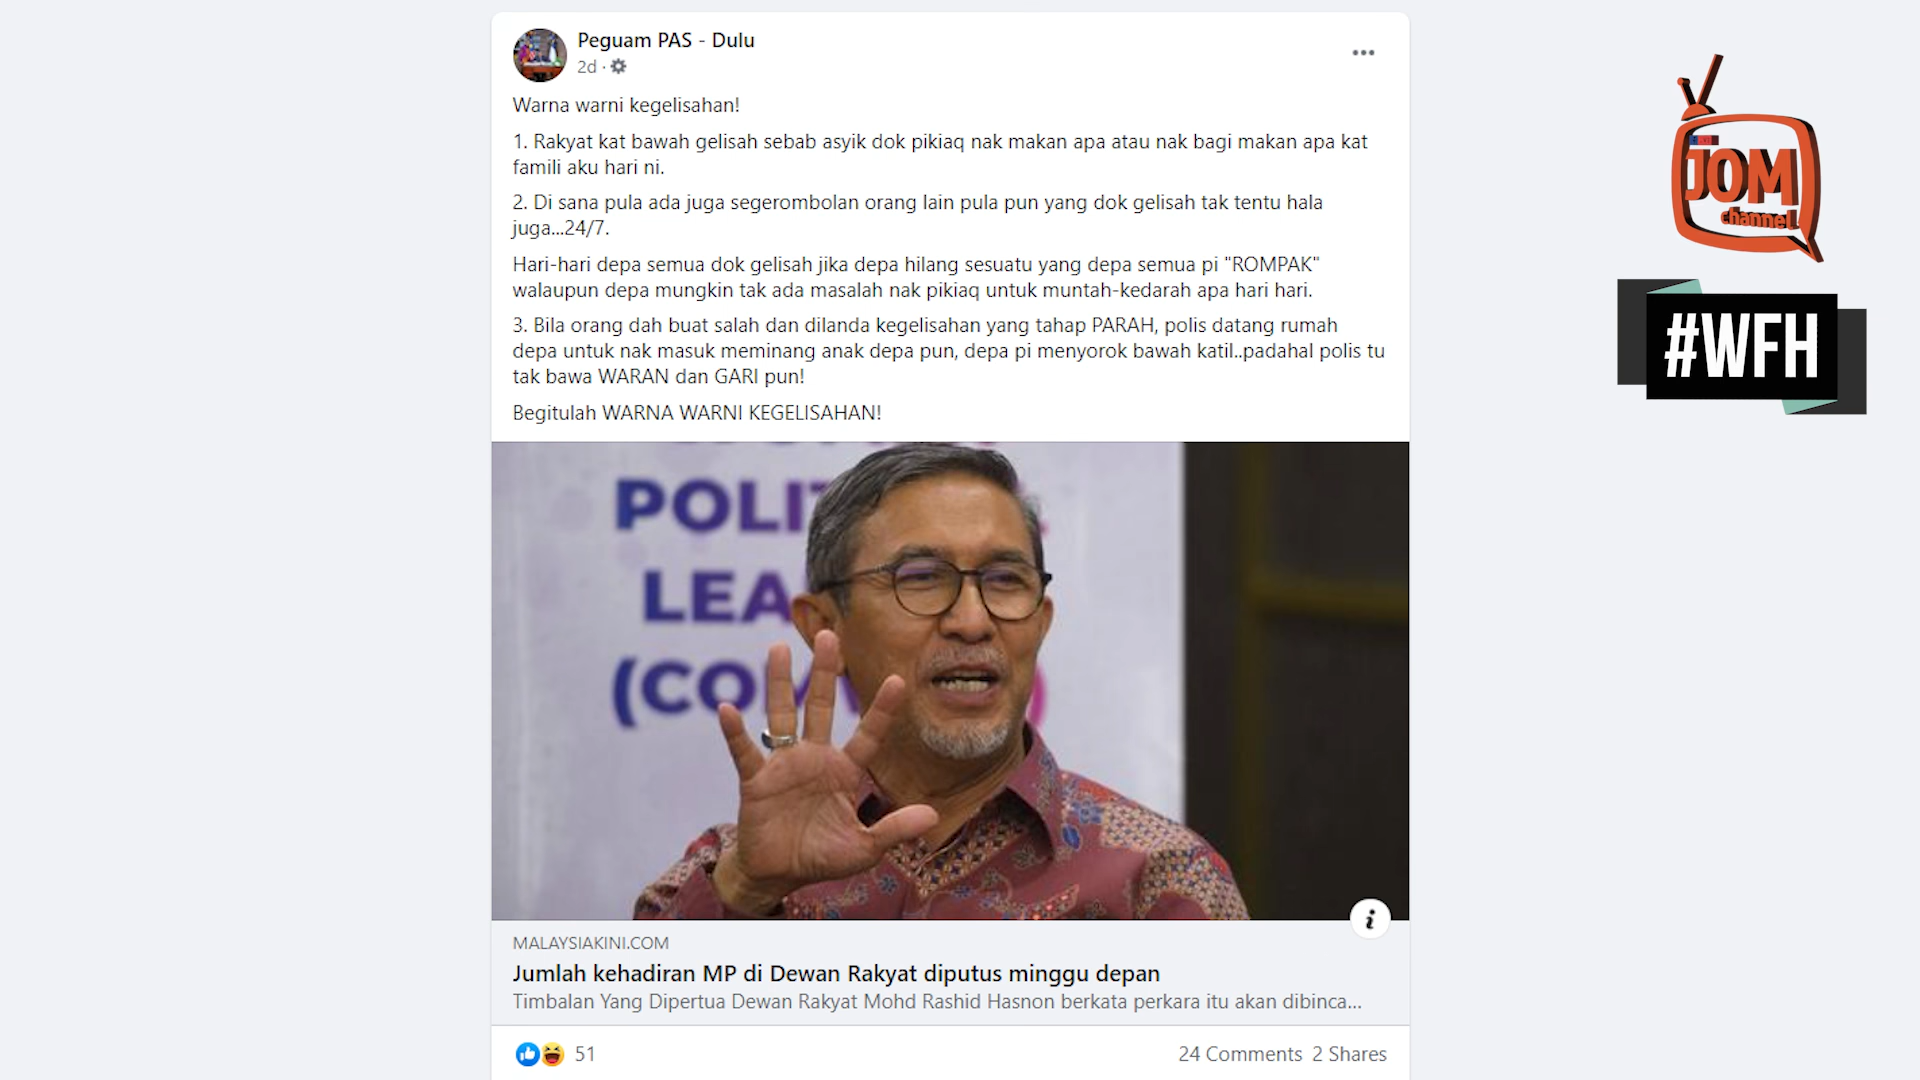 Peguam PAS - Dulu
2d ·
Warna warni kegelisahan!
1. Rakyat kat bawah gelisah sebab asyik dok pikiaq nak makan apa atau nak bagi makan apa kat
famili aku hari ni.
2. Di sana pula ada juga segerombolan orang lain pula pun yang dok gelisah tak tentu hala
juga...24/7.
Hari-hari depa semua dok gelisah jika depa hilang sesuatu yang depa semua pi "ROMPAK"
walaupun depa mungkin tak ada masalah nak pikiaq untuk muntah-kedarah apa hari hari.
3. Bila orang dah buat salah dan dilanda kegelisahan yang tahap PARAH, polis datang rumah
depa untuk nak masuk meminang anak depa pun, depa pi menyorok bawah katil..padahal polis tu
tak bawa WARAN dan GARI pun!
Begitulah WARNA WARNI KEGELISAHAN!
JOM
channel
#WFH
POLIT
LEA
(CO
MALAYSIAKINI.COM
Jumlah kehadiran MP di Dewan Rakyat diputus minggu depan
Timbalan Yang Dipertua Dewan Rakyat Mohd Rashid Hasnon berkata perkara itu akan dibinca...
51
24 Comments 2 Shares